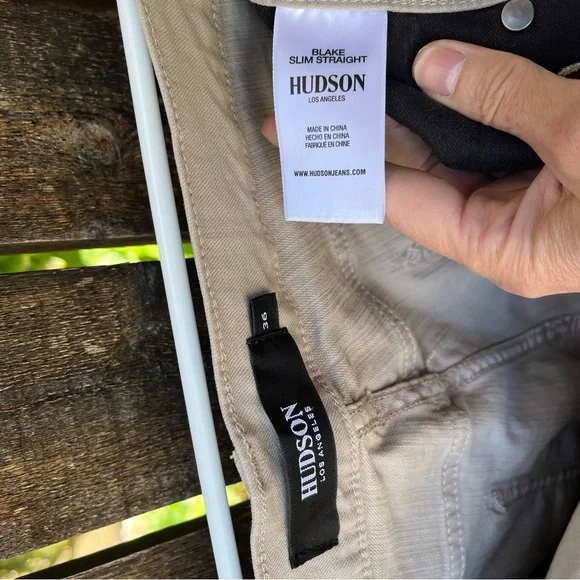 BLAKE
SLIM STRAIGHT
HUDSON
LOS ANGELES
MADE IN CHINA
HECHO EN CHINA
FABRIQUÉ EN CHINE
WWW.HUDSONJEANS.COM
36
HUDSON
LOS ANGELES